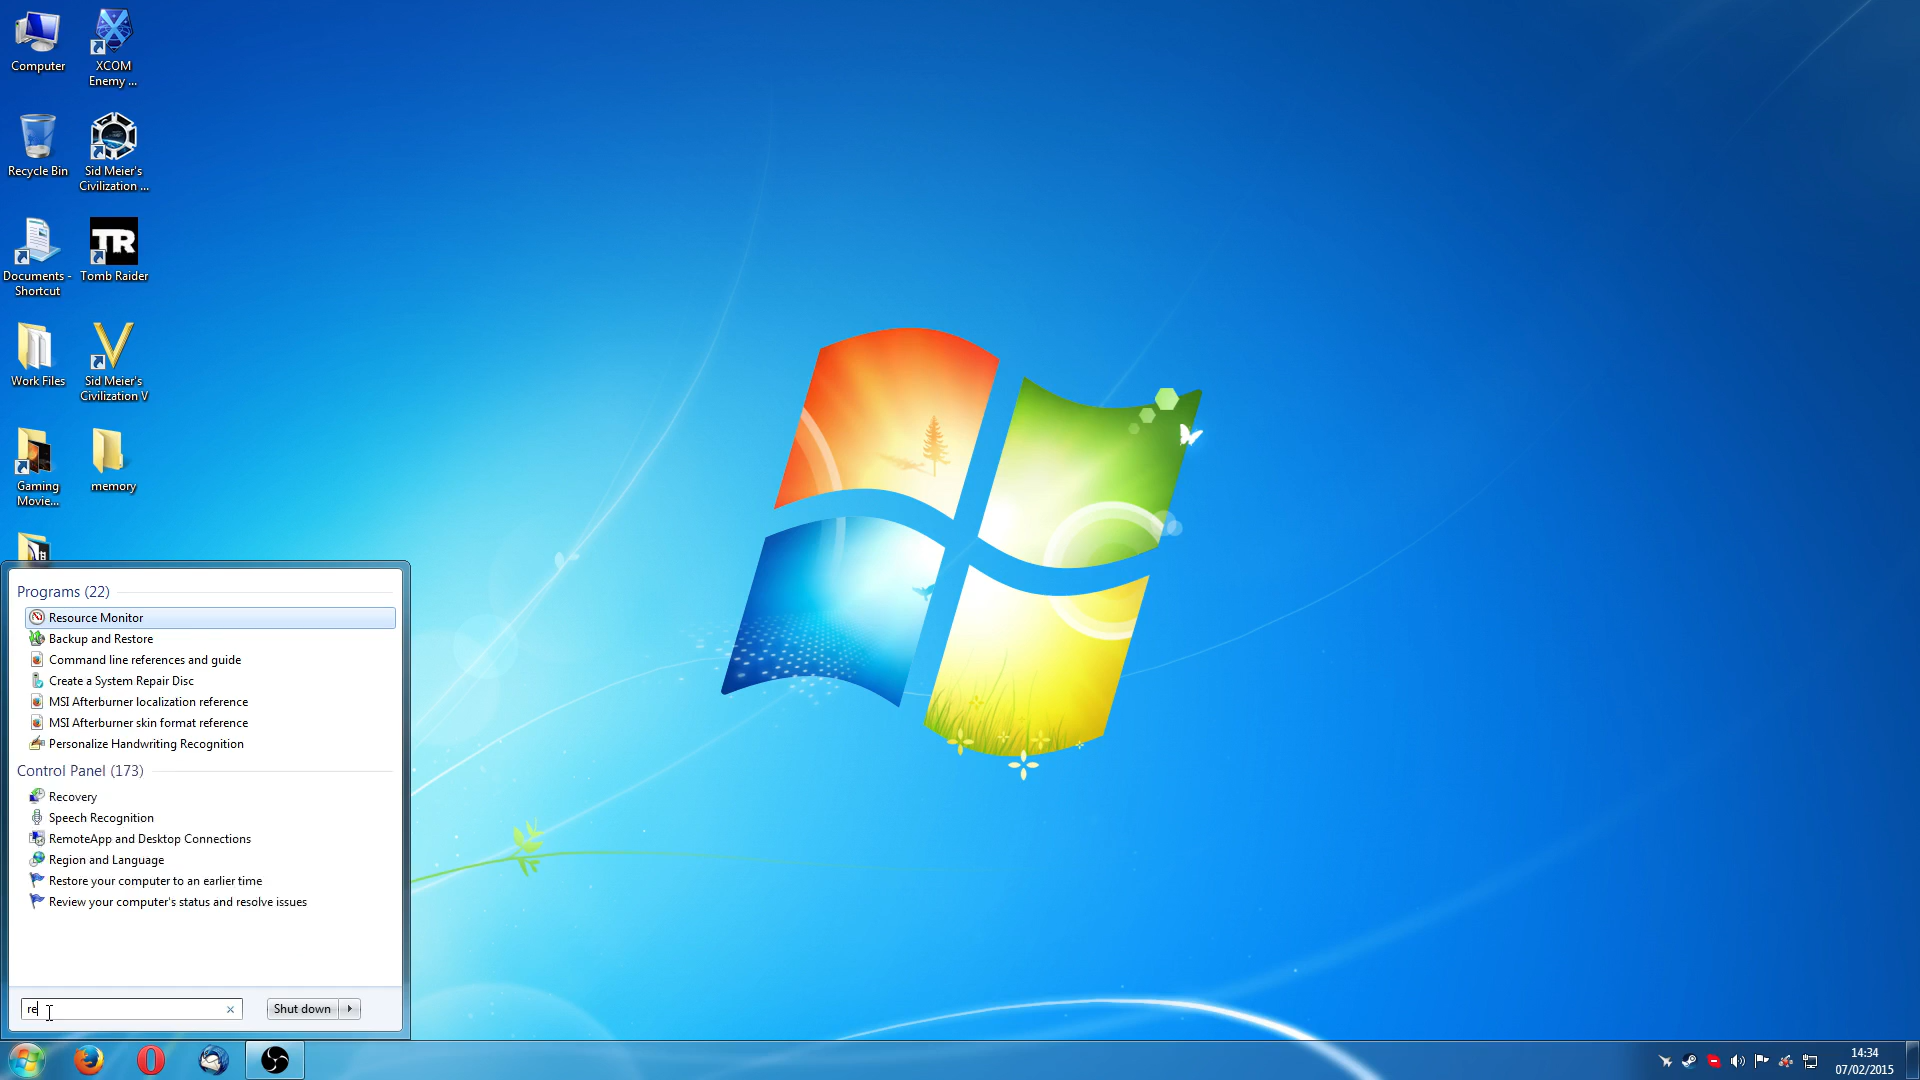 Computer
XCOM
Enemy ...
Recycle Bin
Sid Meier's
Civilization ...
Documents -
Shortcut
TR
Tomb Raider
Work Files
Sid Meier's
Civilization V
Gaming
Movie...
memory
Programs (22)
Resource Monitor
Backup and Restore
Command line references and guide
Create a System Repair Disc
MSI Afterburner localization reference
MSI Afterburner skin format reference
Personalize Handwriting Recognition
Control Panel (173)
Recovery
Speech Recognition
RemoteApp and Desktop Connections
Region and Language
Restore your computer to an earlier time
Review your computer's status and resolve issues
re
Shut down
14:34
07/02/2015